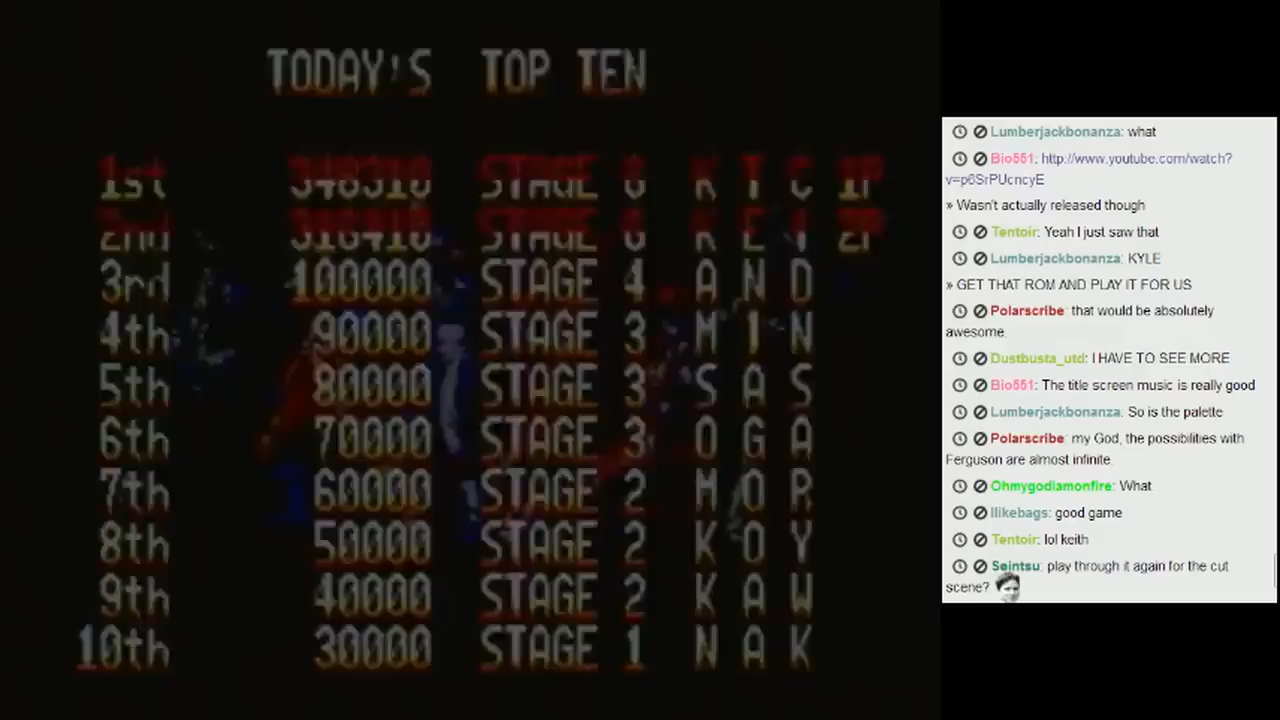 TODAY'S TOP TEN
1st STAGE K T C 1P
2nd STAGE K E 2P
3rd 100000 STAGE 4 A N D
4th 90000 STAGE 3 M I N
5th 80000 STAGE 3 S A S
6th 70000 STAGE 3 O G A
7th 60000 STAGE 2 M O R
8th 50000 STAGE 2 K O Y
9th 40000 STAGE 2 K A W
10th 30000 STAGE 1 N A K
Lumberjackbonanza: what
Bio551: http://www.youtube.com/watch?
v=p6SrPUcncyE
» Wasn't actually released though
Tentoir: Yeah I just saw that
Lumberjackbonanza: KYLE
» GET THAT ROM AND PLAY IT FOR US
Polarscribe: that would be absolutely
awesome.
Dustbusta_utd: I HAVE TO SEE MORE
Bio551: The title screen music is really good
Lumberjackbonanza: So is the palette
Polarscribe: my God, the possibilities with
Ferguson are almost infinite.
Ohmygodiamonfire: What
Ilikebags: good game
Tentoir: lol keith
Seintsu: play through it again for the cut
scene?